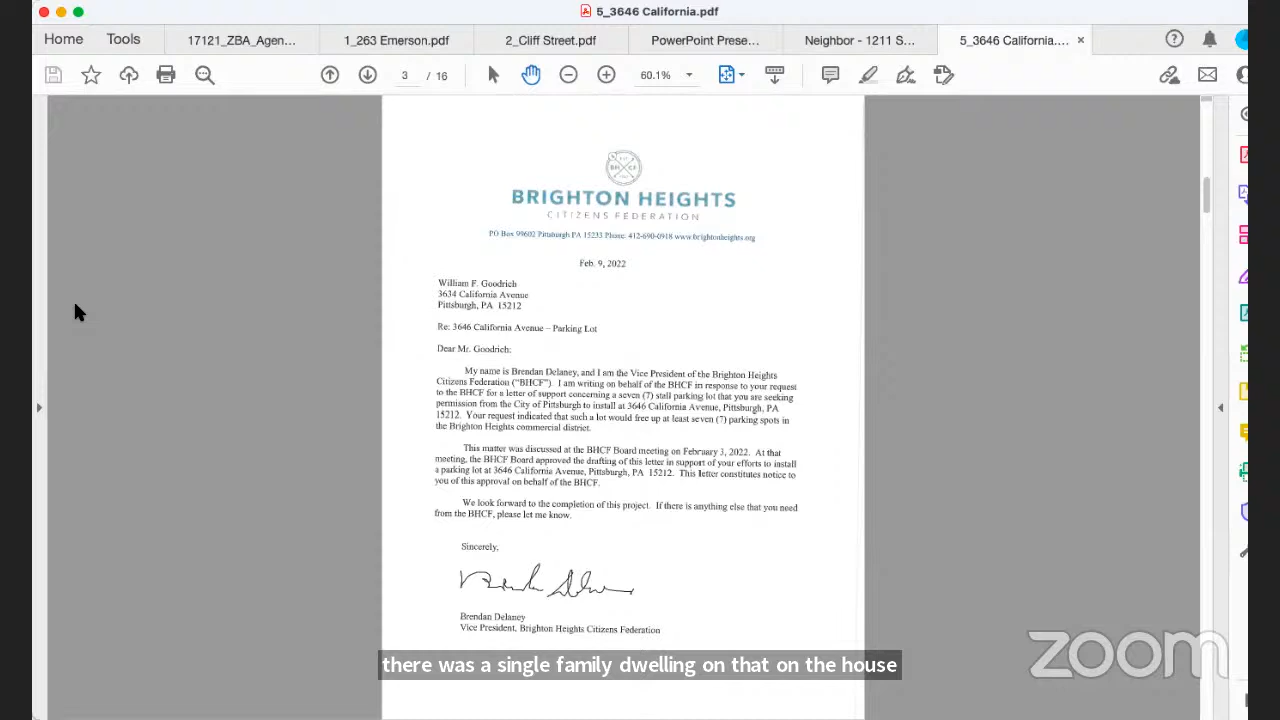 5_3646 California.pdf
Home
Tools
17121_ZBA_Agen...
1_263 Emerson.pdf
2_Cliff Street.pdf
PowerPoint Prese...
Neighbor - 1211 S...
5_3646 California....
3 / 16
60.1%
BRIGHTON HEIGHTS
CITIZENS FEDERATION
PO Box 99602 Pittsburgh PA 15233 Phone. 412-690-0918 www.brightonheights.org
Feb. 9, 2022
William F. Goodrich
3634 California Avenue
Pittsburgh, PA 15212
Re: 3646 California Avenue – Parking Lot
Dear Mr. Goodrich:
My name is Brendan Delaney, and I am the Vice President of the Brighton Heights
Citizens Federation ("BHCF"). I am writing on behalf of the BHCF in response to your request
to the BHCF for a letter of support concerning a seven (7) stall parking lot that you are seeking
permission from the City of Pittsburgh to install at 3646 California Avenue, Pittsburgh, PA
15212. Your request indicated that such a lot would free up at least seven (7) parking spots in
the Brighton Heights commercial district.
This matter was discussed at the BHCF Board meeting on February 3, 2022. At that
meeting, the BHCF Board approved the drafting of this letter in support of your efforts to install
a parking lot at 3646 California Avenue, Pittsburgh, PA 15212. This letter constitutes notice to
you of this approval on behalf of the BHCF.
We look forward to the completion of this project. If there is anything else that you need
from the BHCF, please let me know.
Sincerely,
Brendan Delaney
Vice President, Brighton Heights Citizens Federation
there was a single family dwelling on that on the house
zoom